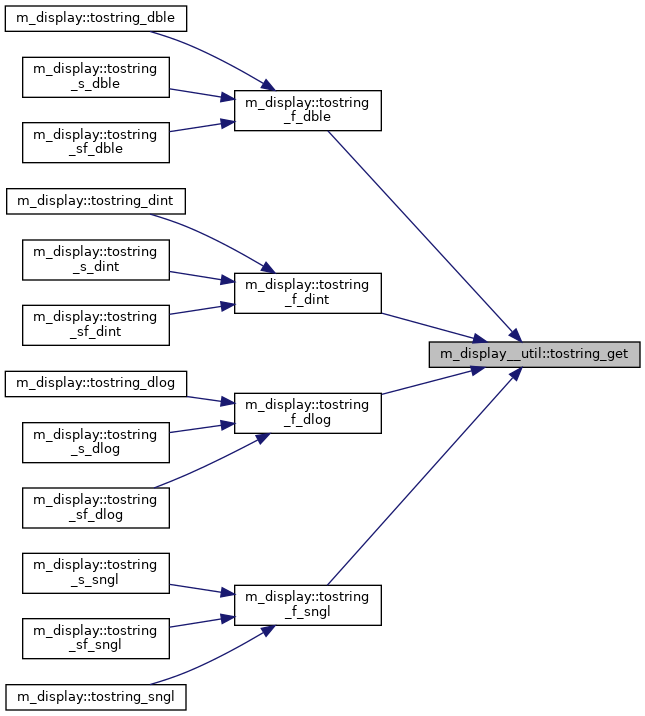 m_display::tostring_dble
m_display::tostring
_s_dble
m_display::tostring
_f_dble
m_display::tostring
_sf_dble
m_display::tostring_dint
m_display::tostring
_s_dint
m_display::tostring
_f_dint
m_display::tostring
_sf_dint
m_display__util::tostring_get
m_display::tostring_dlog
m_display::tostring
_f_dlog
m_display::tostring
_s_dlog
m_display::tostring
_sf_dlog
m_display::tostring
_s_sngl
m_display::tostring
_f_sngl
m_display::tostring
_sf_sngl
m_display::tostring_sngl